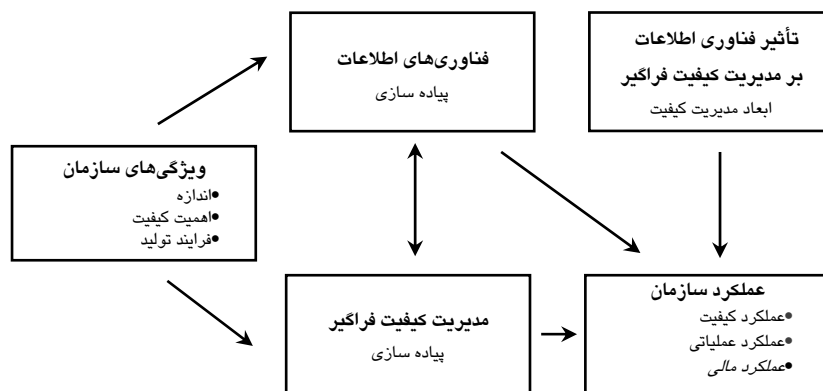 فناوری‌های اطلاعات
پیاده سازی
تأثیر فناوری اطلاعات
بر مدیریت کیفیت فراگیر
ابعاد مدیریت کیفیت
ویژگی‌های سازمان
•اندازه
•اهمیت کیفیت
•فرایند تولید
مدیریت کیفیت فراگیر
پیاده سازی
عملکرد سازمان
•عملکرد کیفیت
•عملکرد عملیاتی
•عملکرد مالی